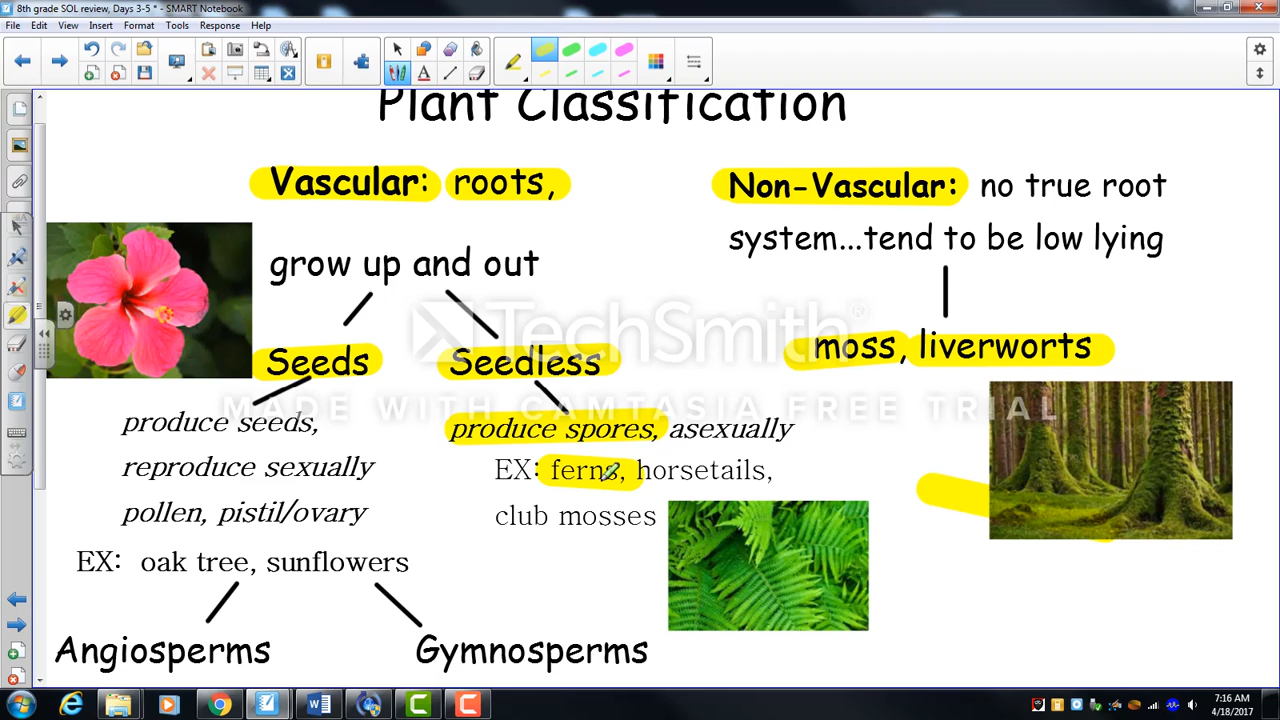 8th grade SOL review, Days 3-5 * - SMART Notebook
File Edit View Insert Format Tools Response Help
Plant Classification
Vascular: roots,
grow up and out
Non-Vascular: no true root
system...tend to be low lying
Seeds
Seedless
moss, liverworts
TechSmith®
MADE WITH CAMTASIA FREE TRIAL
produce seeds,
reproduce sexually
pollen, pistil/ovary
EX: oak tree, sunflowers
produce spores, asexually
EX: ferns, horsetails,
club mosses
Angiosperms
Gymnosperms
7:16 AM
4/18/2017